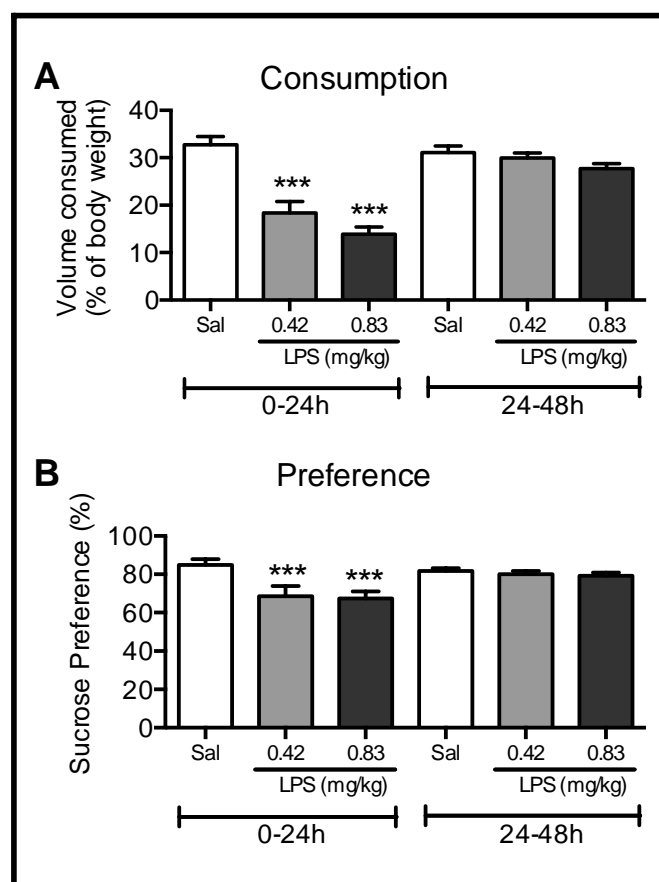 A
Consumption
Volume consumed
(% of body weight)
40
30
20
10
0
***
***
Sal
0.42
0.83
Sal
0.42
0.83
LPS (mg/kg)
LPS (mg/kg)
0-24h
24-48h
B
Preference
Sucrose Preference (%)
100
80
60
40
20
0
***
***
Sal
0.42
0.83
Sal
0.42
0.83
LPS (mg/kg)
LPS (mg/kg)
0-24h
24-48h